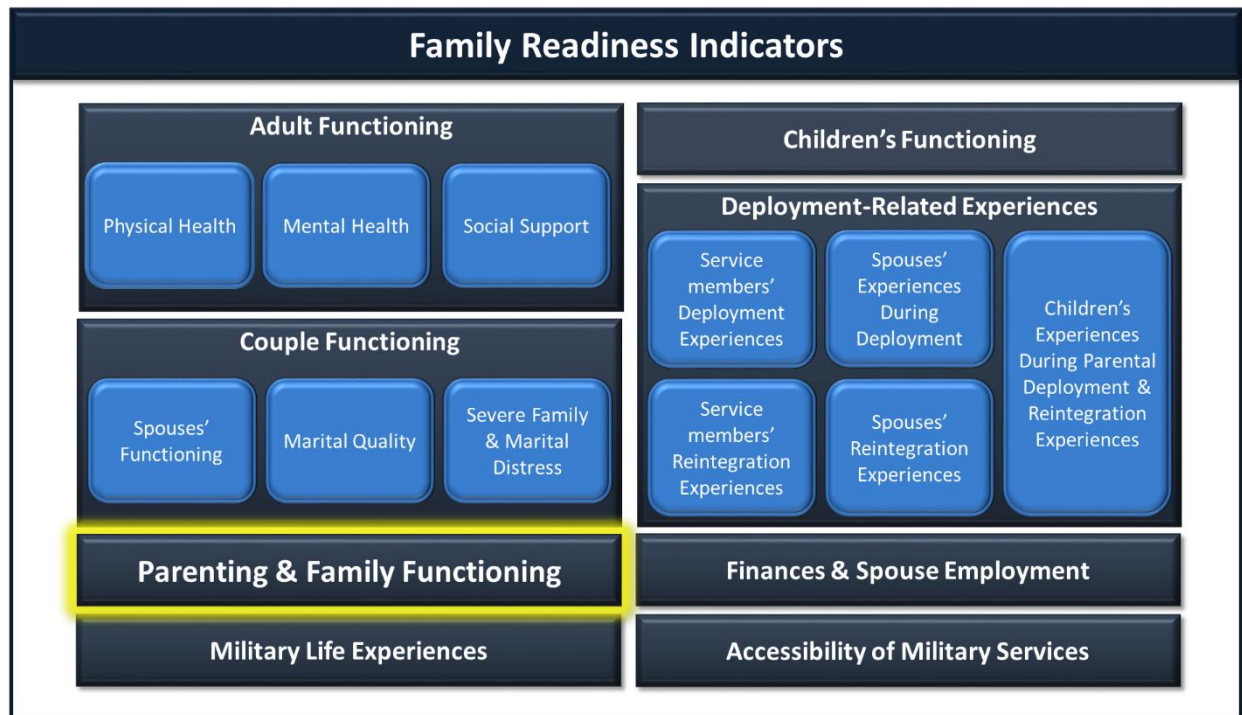 Family Readiness Indicators
Adult Functioning
Physical Health
Mental Health
Social Support
Couple Functioning
Spouses’
Functioning
Marital Quality
Severe Family
& Marital
Distress
Parenting & Family Functioning
Military Life Experiences
Children’s Functioning
Deployment-Related Experiences
Service
members’
Deployment
Experiences
Spouses’
Experiences
During
Deployment
Children’s
Experiences
During Parental
Deployment &
Reintegration
Experiences
Service
members’
Reintegration
Experiences
Spouses’
Reintegration
Experiences
Finances & Spouse Employment
Accessibility of Military Services